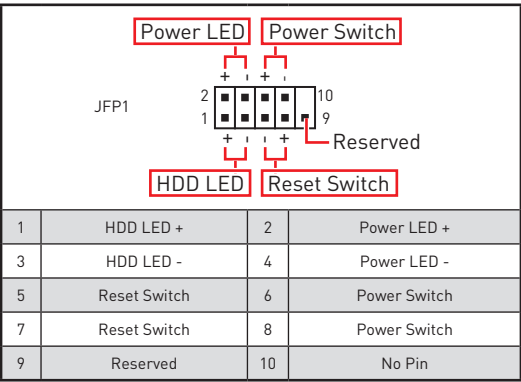 Power LED Power Switch
+ - + -
2 10
JFP1
1 9
+ - - +
Reserved
HDD LED Reset Switch
1 HDD LED + 2 Power LED +
3 HDD LED - 4 Power LED -
5 Reset Switch 6 Power Switch
7 Reset Switch 8 Power Switch
9 Reserved 10 No Pin